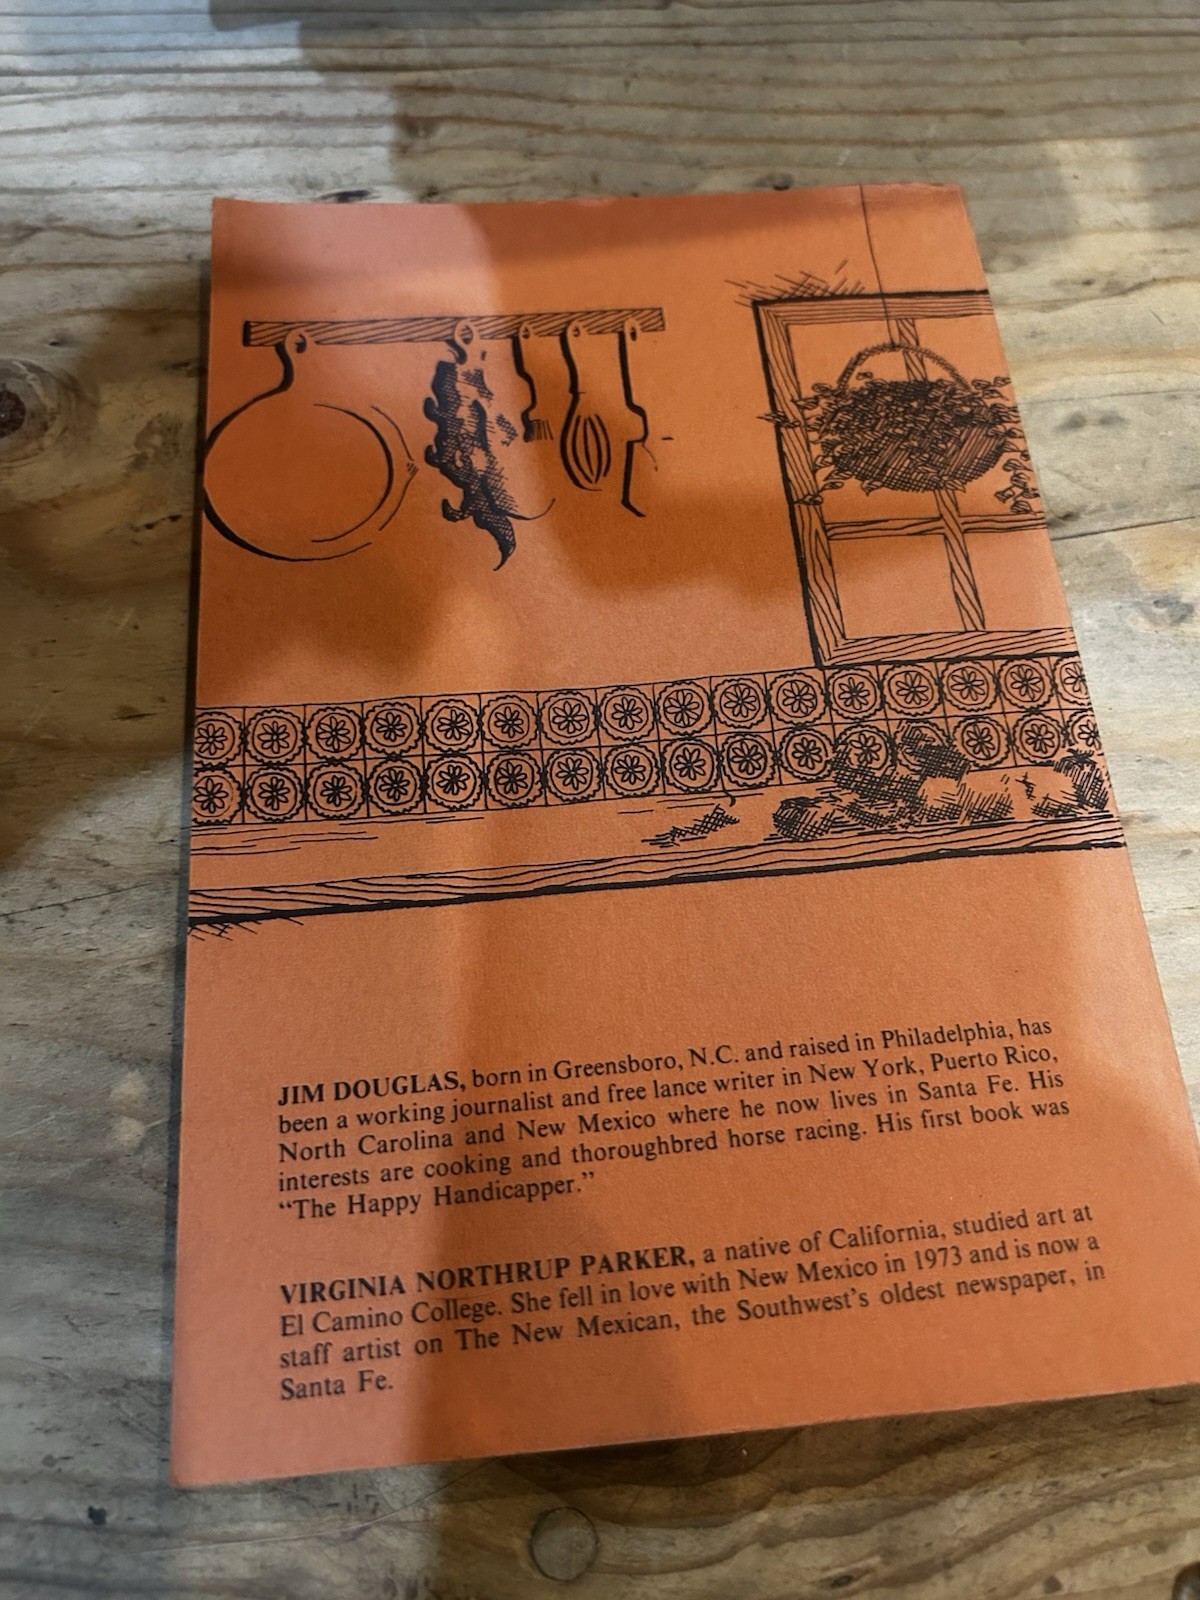 JIM DOUGLAS, born in Greensboro, N.C. and raised in Philadelphia, has
been a working journalist and free lance writer in New York, Puerto Rico,
North Carolina and New Mexico where he now lives in Santa Fe. His
interests are cooking and thoroughbred horse racing. His first book was
“The Happy Handicapper.”
VIRGINIA NORTHRUP PARKER, a native of California, studied art at
El Camino College. She fell in love with New Mexico in 1973 and is now a
staff artist on The New Mexican, the Southwest’s oldest newspaper, in
Santa Fe.